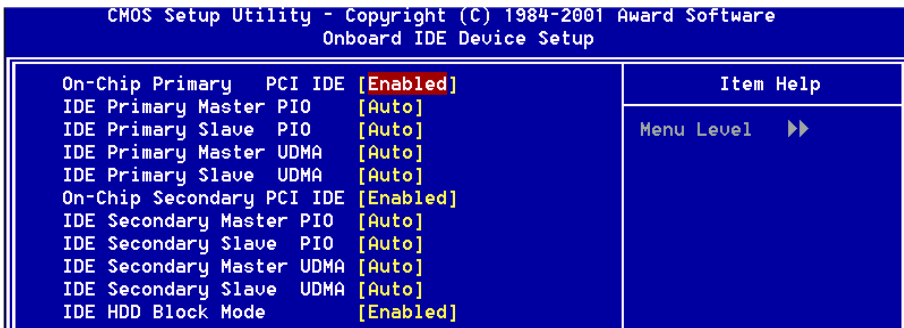 CMOS Setup Utility - Copyright (C) 1984-2001 Award Software
Onboard IDE Device Setup
On-Chip Primary PCI IDE [Enabled]
IDE Primary Master PIO [Auto]
IDE Primary Slave PIO [Auto]
IDE Primary Master UDMA [Auto]
IDE Primary Slave UDMA [Auto]
On-Chip Secondary PCI IDE [Enabled]
IDE Secondary Master PIO [Auto]
IDE Secondary Slave PIO [Auto]
IDE Secondary Master UDMA [Auto]
IDE Secondary Slave UDMA [Auto]
IDE HDD Block Mode [Enabled]
Item Help
Menu Level